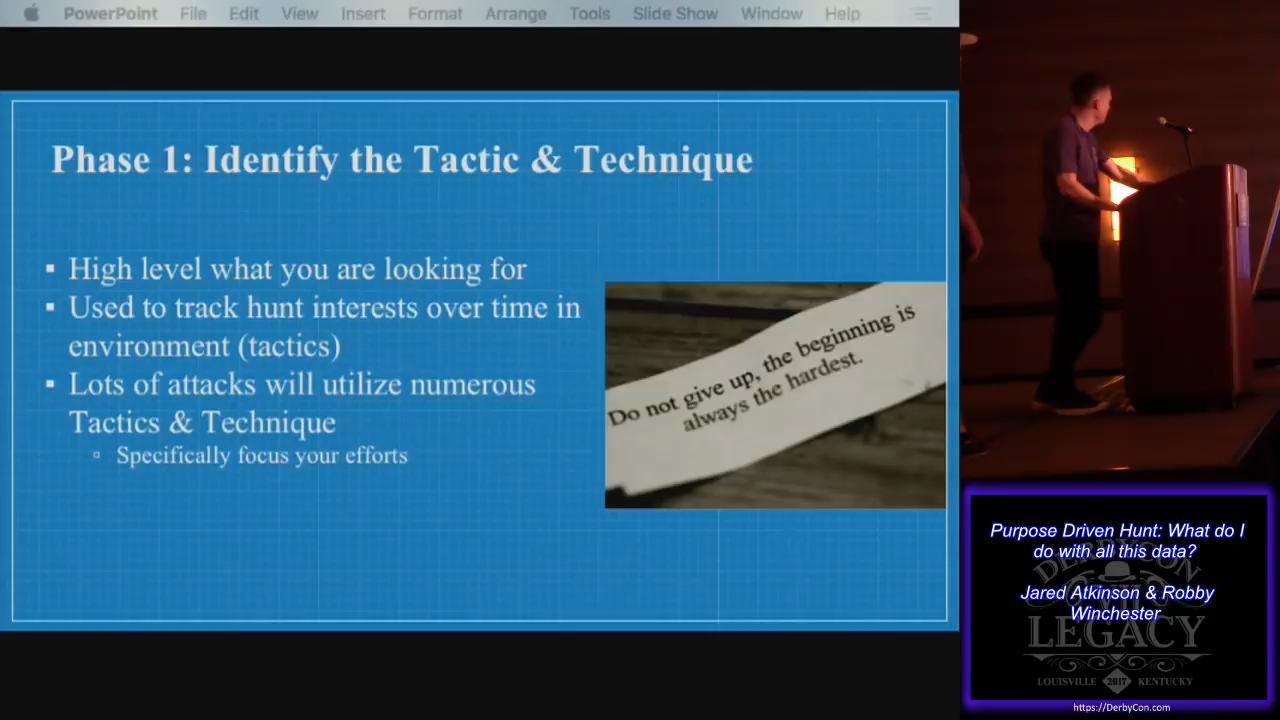 PowerPoint File Edit View Insert Format Arrange Tools Slide Show Window Help
Phase 1: Identify the Tactic & Technique
▪ High level what you are looking for
▪ Used to track hunt interests over time in
environment (tactics)
▪ Lots of attacks will utilize numerous
Tactics & Technique
▫ Specifically focus your efforts
Do not give up, the beginning is
always the hardest.
Purpose Driven Hunt: What do I
do with all this data?
Jared Atkinson & Robby
Winchester
DERBYCON
LEGACY
LOUISVILLE 2017 KENTUCKY
https://DerbyCon.com